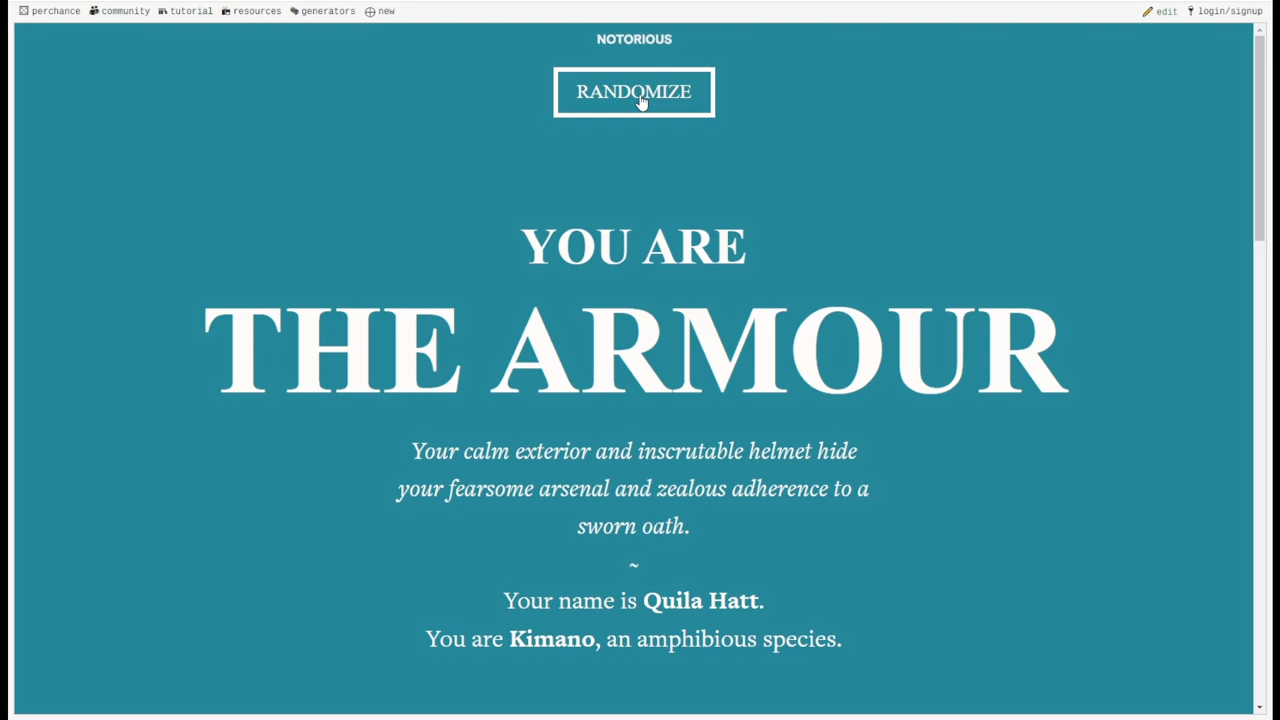 perchance community tutorial resources generators new edit login/signup
NOTORIOUS
RANDOMIZE
YOU ARE
THE ARMOUR
Your calm exterior and inscrutable helmet hide
your fearsome arsenal and zealous adherence to a
sworn oath.
~
Your name is Quila Hatt.
You are Kimano, an amphibious species.